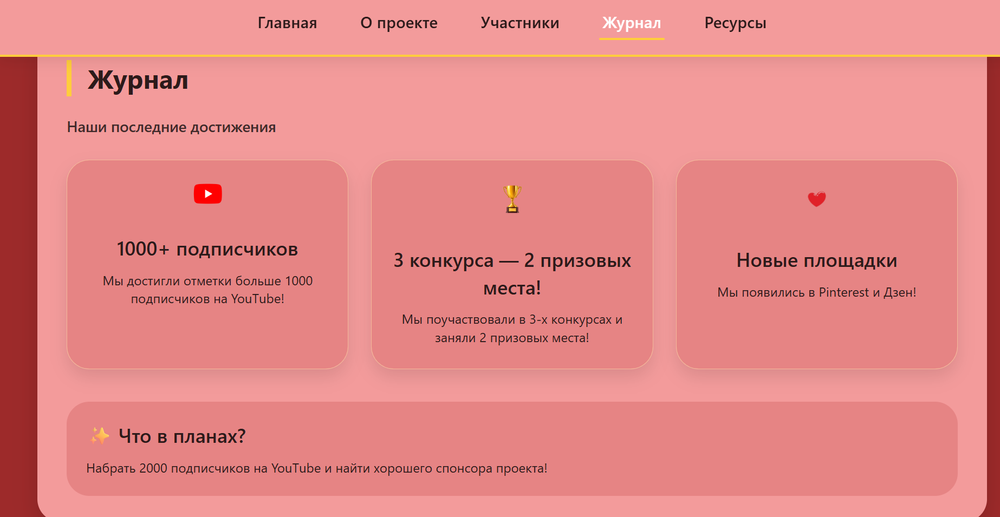 Главная О проекте Участники Журнал Ресурсы
Журнал
Наши последние достижения
1000+ подписчиков
Мы достигли отметки больше 1000
подписчиков на YouTube!
3 конкурса — 2 призовых
места!
Мы поучаствовали в 3-х конкурсах и
заняли 2 призовых места!
Новые площадки
Мы появились в Pinterest и Дзен!
✨ Что в планах?
Набрать 2000 подписчиков на YouTube и найти хорошего спонсора проекта!